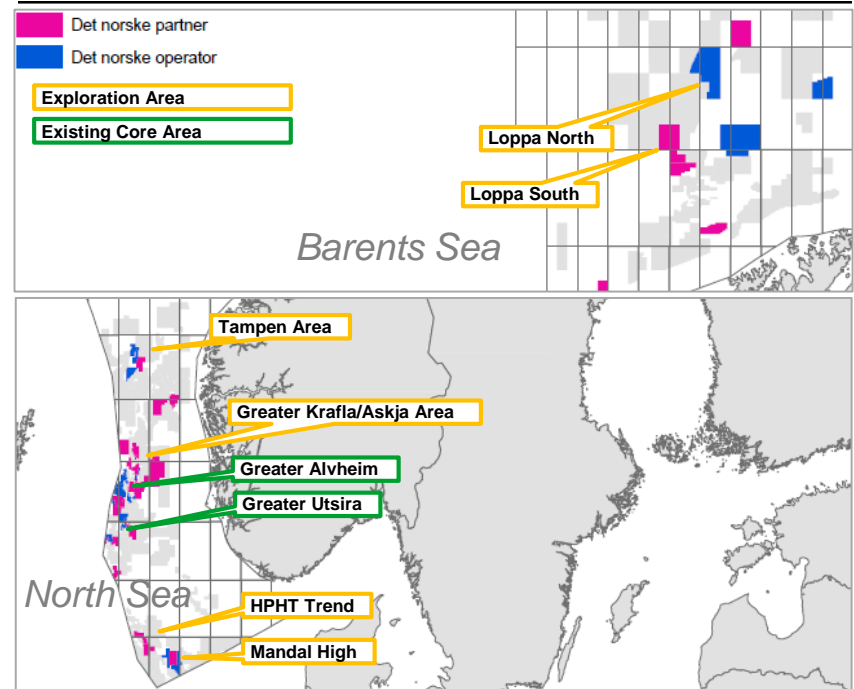 Det norske partner
Det norske operator
Exploration Area
Existing Core Area
Loppa North
Loppa South
Barents Sea
Tampen Area
Greater Krafla/Askja Area
Greater Alvheim
Greater Utsira
North Sea
HPHT Trend
Mandal High